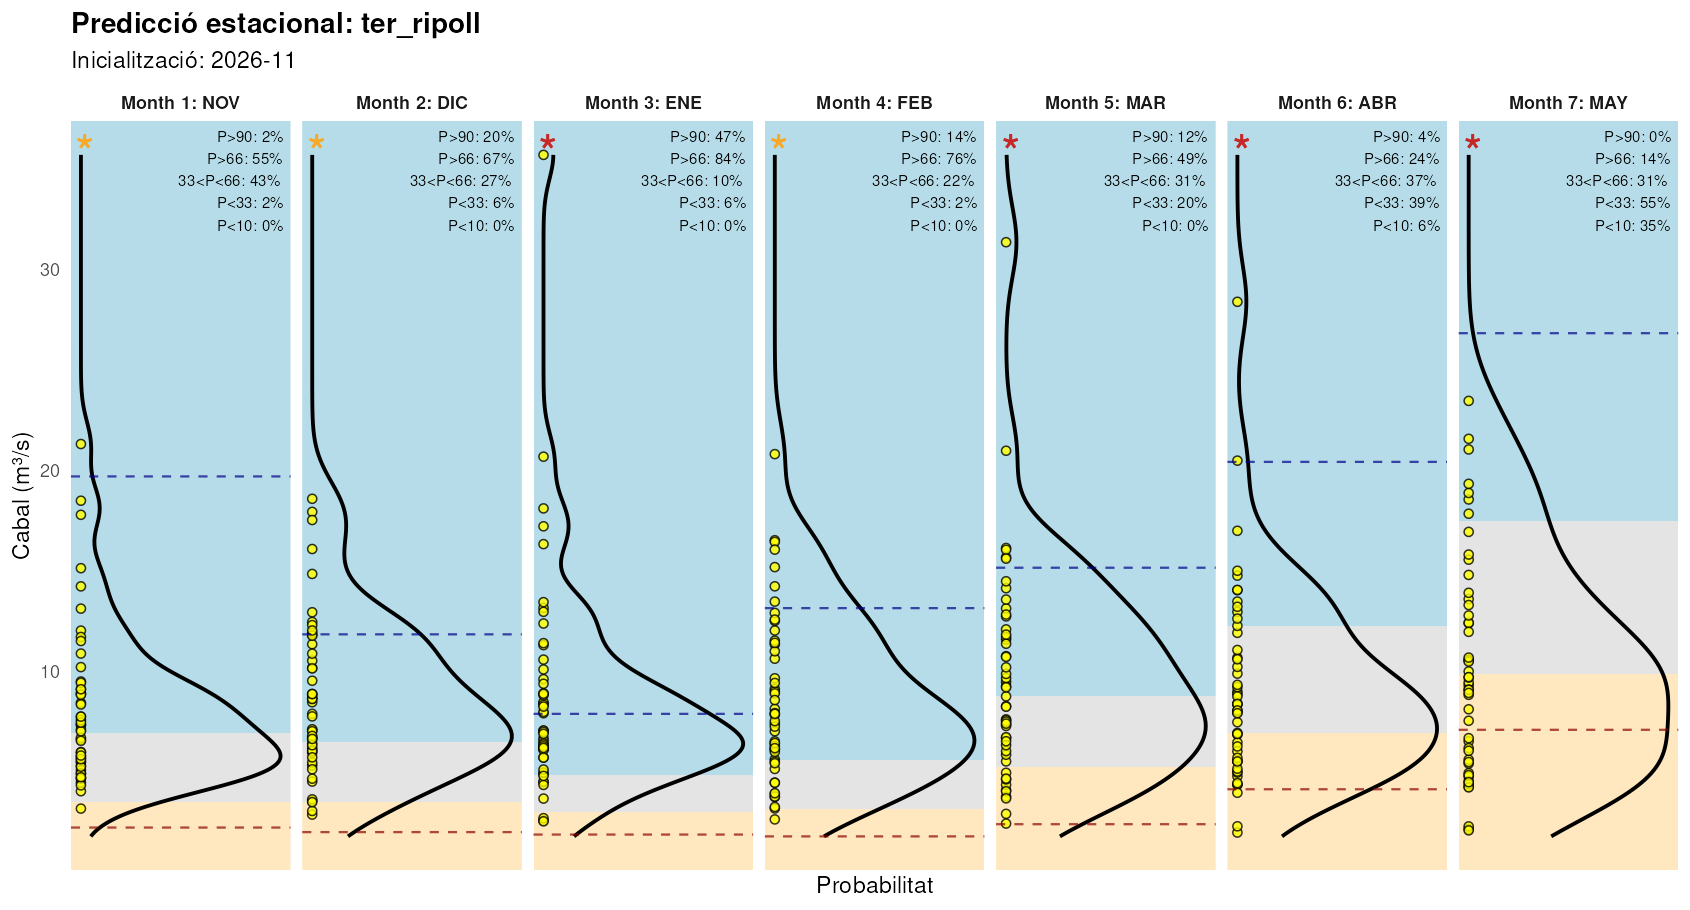 Predicció estacional: ter_ripoll
Inicialització: 2026-11
Month 1: NOV
Month 2: DIC
Month 3: ENE
Month 4: FEB
Month 5: MAR
Month 6: ABR
Month 7: MAY
P>90: 2%
P>66: 55%
33<P<66: 43%
P<33: 2%
P<10: 0%
P>90: 20%
P>66: 67%
33<P<66: 27%
P<33: 6%
P<10: 0%
P>90: 47%
P>66: 84%
33<P<66: 10%
P<33: 6%
P<10: 0%
P>90: 14%
P>66: 76%
33<P<66: 22%
P<33: 2%
P<10: 0%
P>90: 12%
P>66: 49%
33<P<66: 31%
P<33: 20%
P<10: 0%
P>90: 4%
P>66: 24%
33<P<66: 37%
P<33: 39%
P<10: 6%
P>90: 0%
P>66: 14%
33<P<66: 31%
P<33: 55%
P<10: 35%
30
20
10
Cabal (m³/s)
Probabilitat